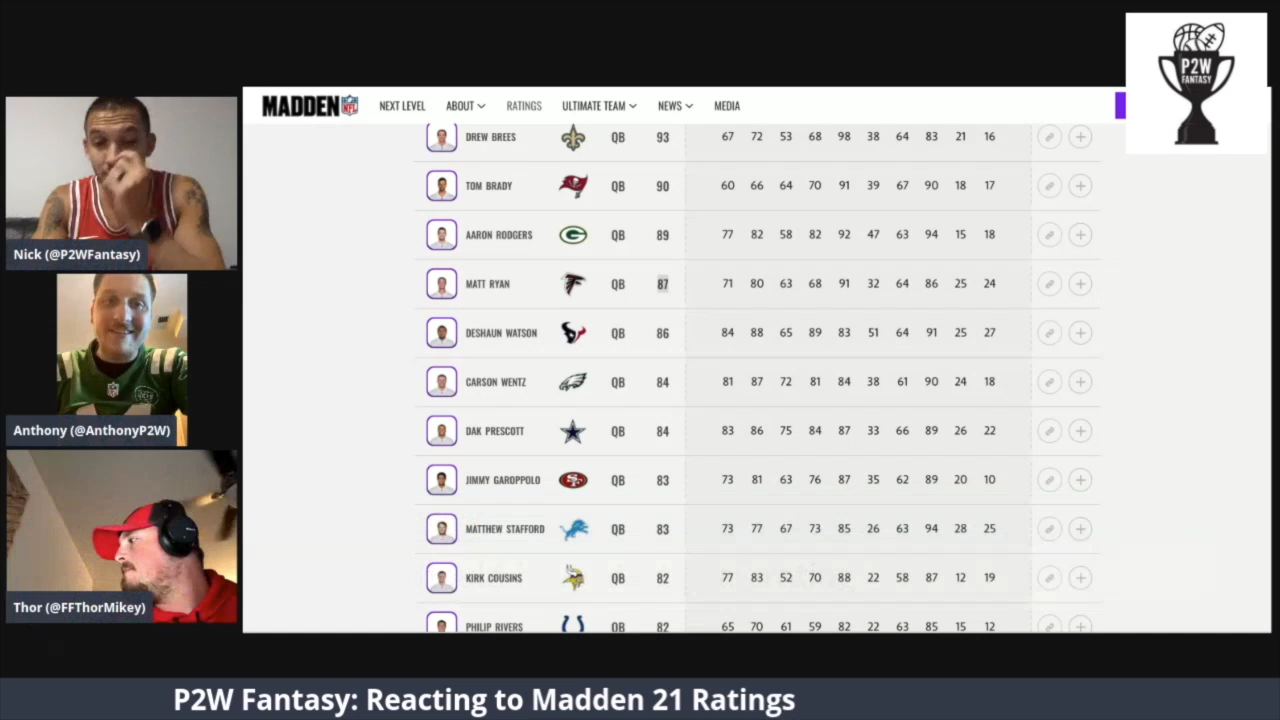 P2W
FANTASY
MADDEN NFL NEXT LEVEL ABOUT RATINGS ULTIMATE TEAM NEWS MEDIA
DREW BREES QB 93 67 72 53 68 98 38 64 83 21 16
TOM BRADY QB 90 60 66 64 70 91 39 67 90 18 17
AARON RODGERS QB 89 77 82 58 82 92 47 63 94 15 18
MATT RYAN QB 87 71 80 63 68 91 32 64 86 25 24
DESHAUN WATSON QB 86 84 88 65 89 83 51 64 91 25 27
CARSON WENTZ QB 84 81 87 72 81 84 38 61 90 24 18
DAK PRESCOTT QB 84 83 86 75 84 87 33 66 89 26 22
JIMMY GAROPPOLO QB 83 73 81 63 76 87 35 62 89 20 10
MATTHEW STAFFORD QB 83 73 77 67 73 85 26 63 94 28 25
KIRK COUSINS QB 82 77 83 52 70 88 22 58 87 12 19
PHILIP RIVERS QB 82 65 70 61 59 82 22 63 85 15 12
Nick (@P2WFantasy)
Anthony (@AnthonyP2W)
Thor (@FFThorMikey)
P2W Fantasy: Reacting to Madden 21 Ratings